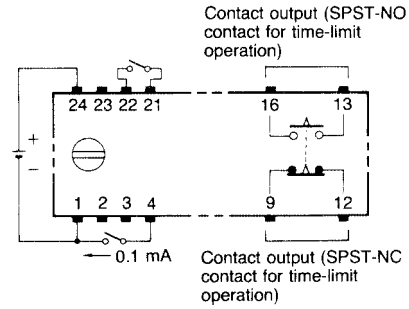 Contact output (SPST-NO
contact for time-limit
operation)
24 23 22 21 16 13
+
−
1 2 3 4 9 12
0.1 mA
Contact output (SPST-NC
contact for time-limit
operation)